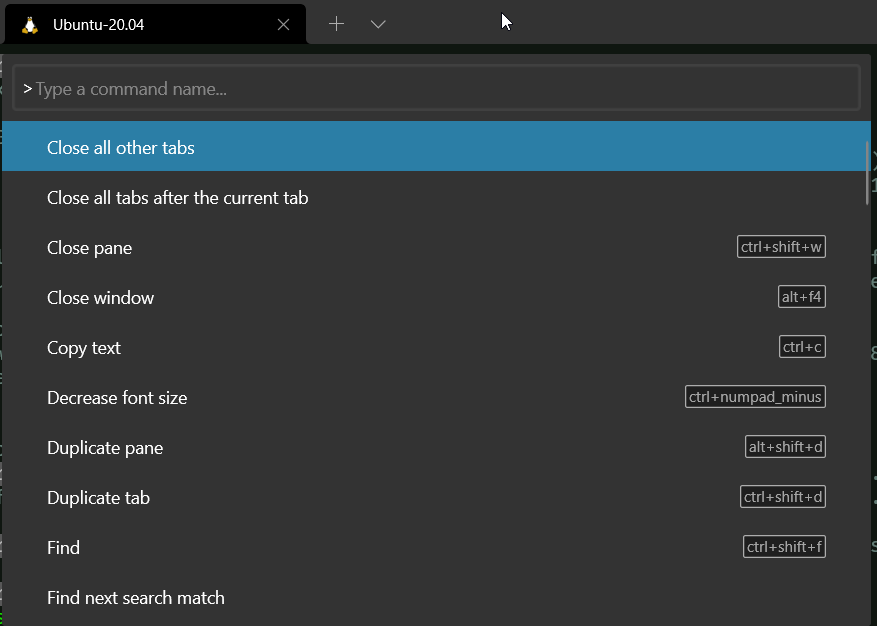 Ubuntu-20.04
>Type a command name...
Close all other tabs
Close all tabs after the current tab
Close pane ctrl+shift+w
Close window alt+f4
Copy text ctrl+c
Decrease font size ctrl+numpad_minus
Duplicate pane alt+shift+d
Duplicate tab ctrl+shift+d
Find ctrl+shift+f
Find next search match